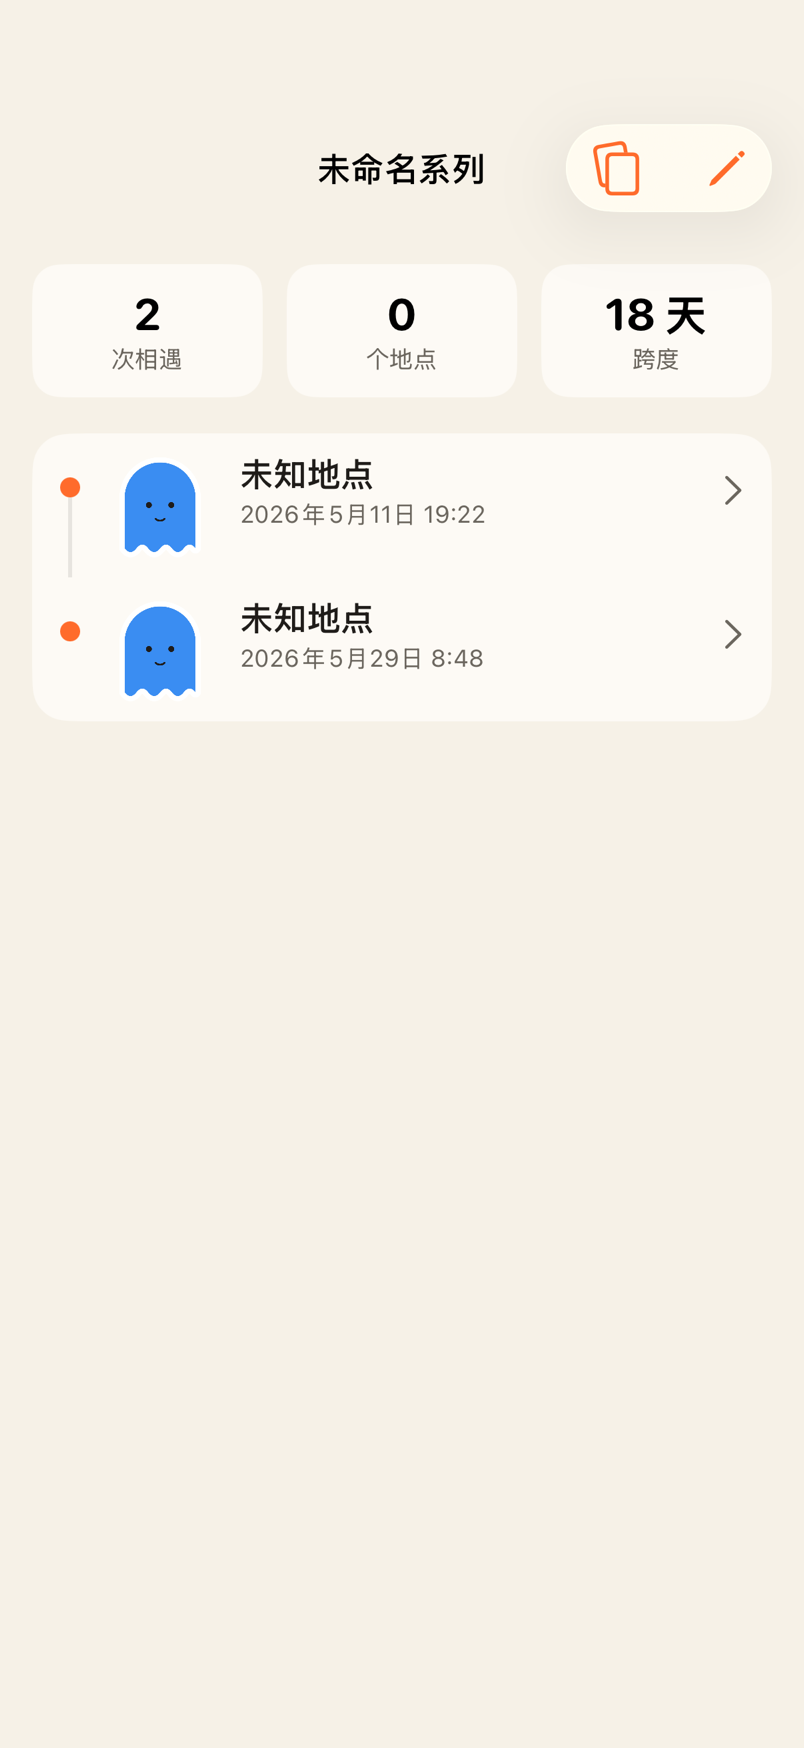 未命名系列
2
次相遇
0
个地点
18 天
跨度
未知地点
2026年5月11日 19:22
未知地点
2026年5月29日 8:48